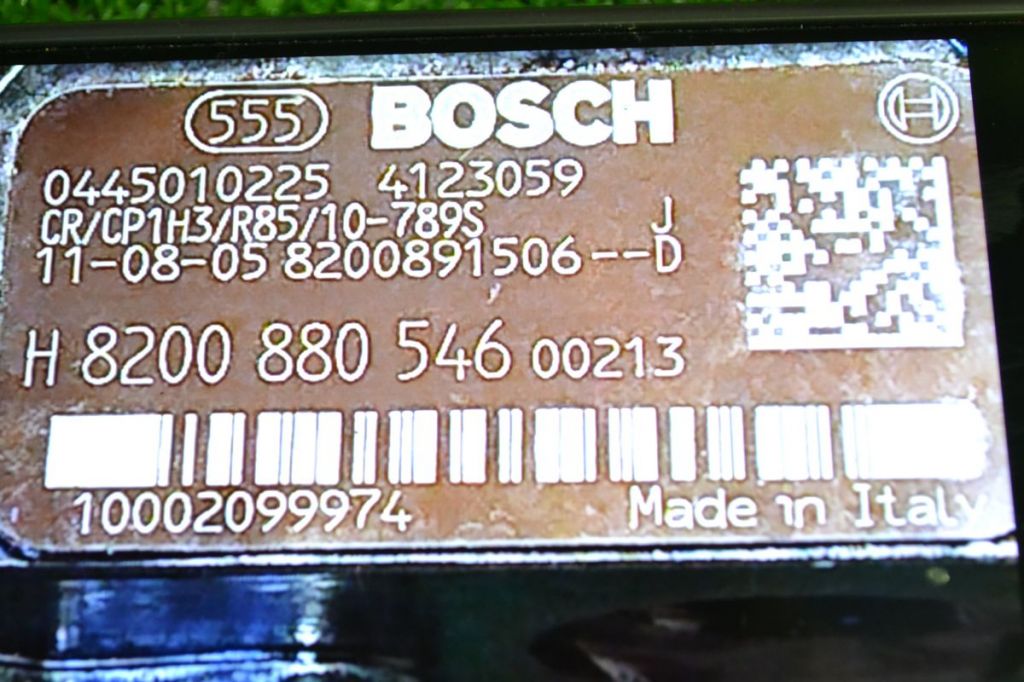 555 BOSCH
0445010225 4123059
CR/CP1H3/R85/10-789S J
11-08-05 8200891506--D
H 8200 880 546 00213
10002099974 Made in Italy